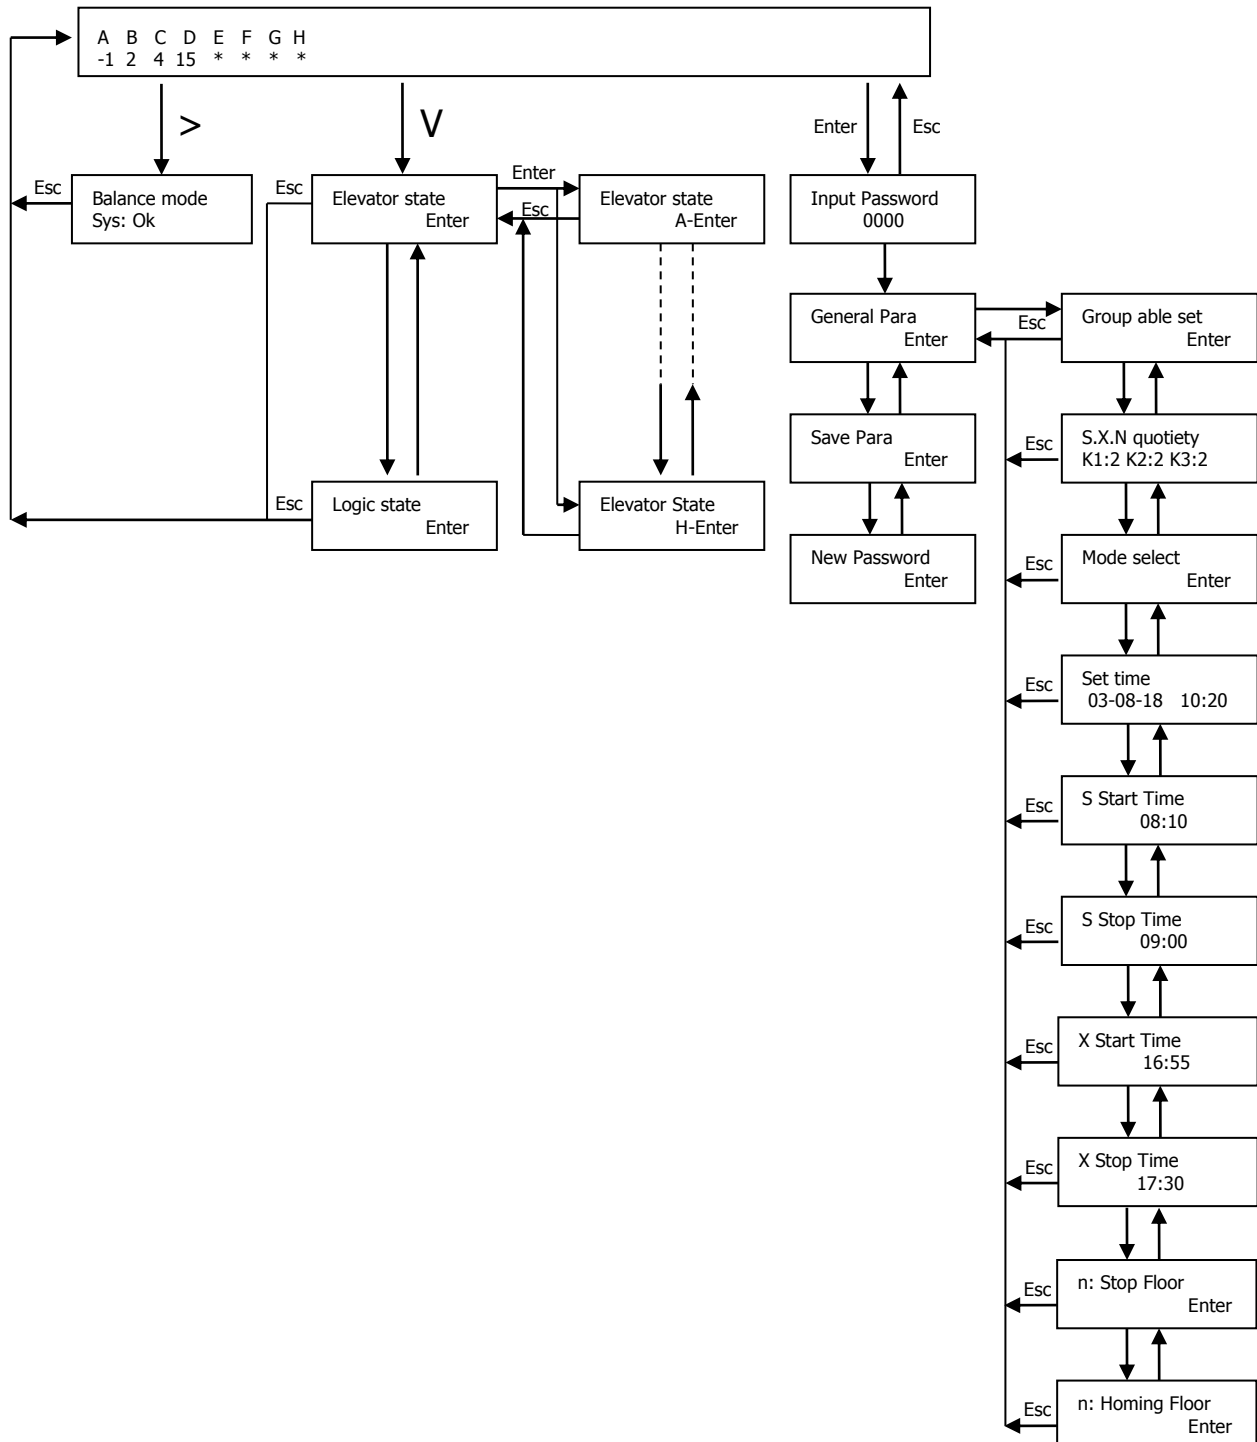 A B C D E F G H
-1 2 4 15 * * * *
>
V
Enter
Esc
Esc
Balance mode
Sys: Ok
Esc
Elevator state
Enter
Enter
Esc
Elevator state
A-Enter
Input Password
0000
General Para
Enter
Esc
Group able set
Enter
Save Para
Enter
Esc
S.X.N quotiety
K1:2 K2:2 K3:2
Esc
Logic state
Enter
Elevator State
H-Enter
New Password
Enter
Esc
Mode select
Enter
Esc
Set time
03-08-18 10:20
Esc
S Start Time
08:10
Esc
S Stop Time
09:00
Esc
X Start Time
16:55
Esc
X Stop Time
17:30
Esc
n: Stop Floor
Enter
Esc
n: Homing Floor
Enter